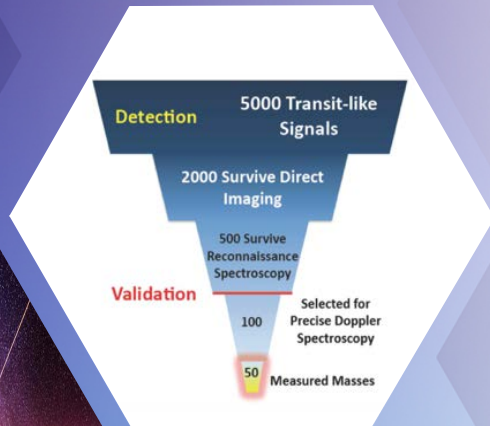 Detection
5000 Transit-like
Signals
2000 Survive Direct
Imaging
500 Survive
Reconnaissance
Spectroscopy
Validation
100
Selected for
Precise Doppler
Spectroscopy
50
Measured Masses